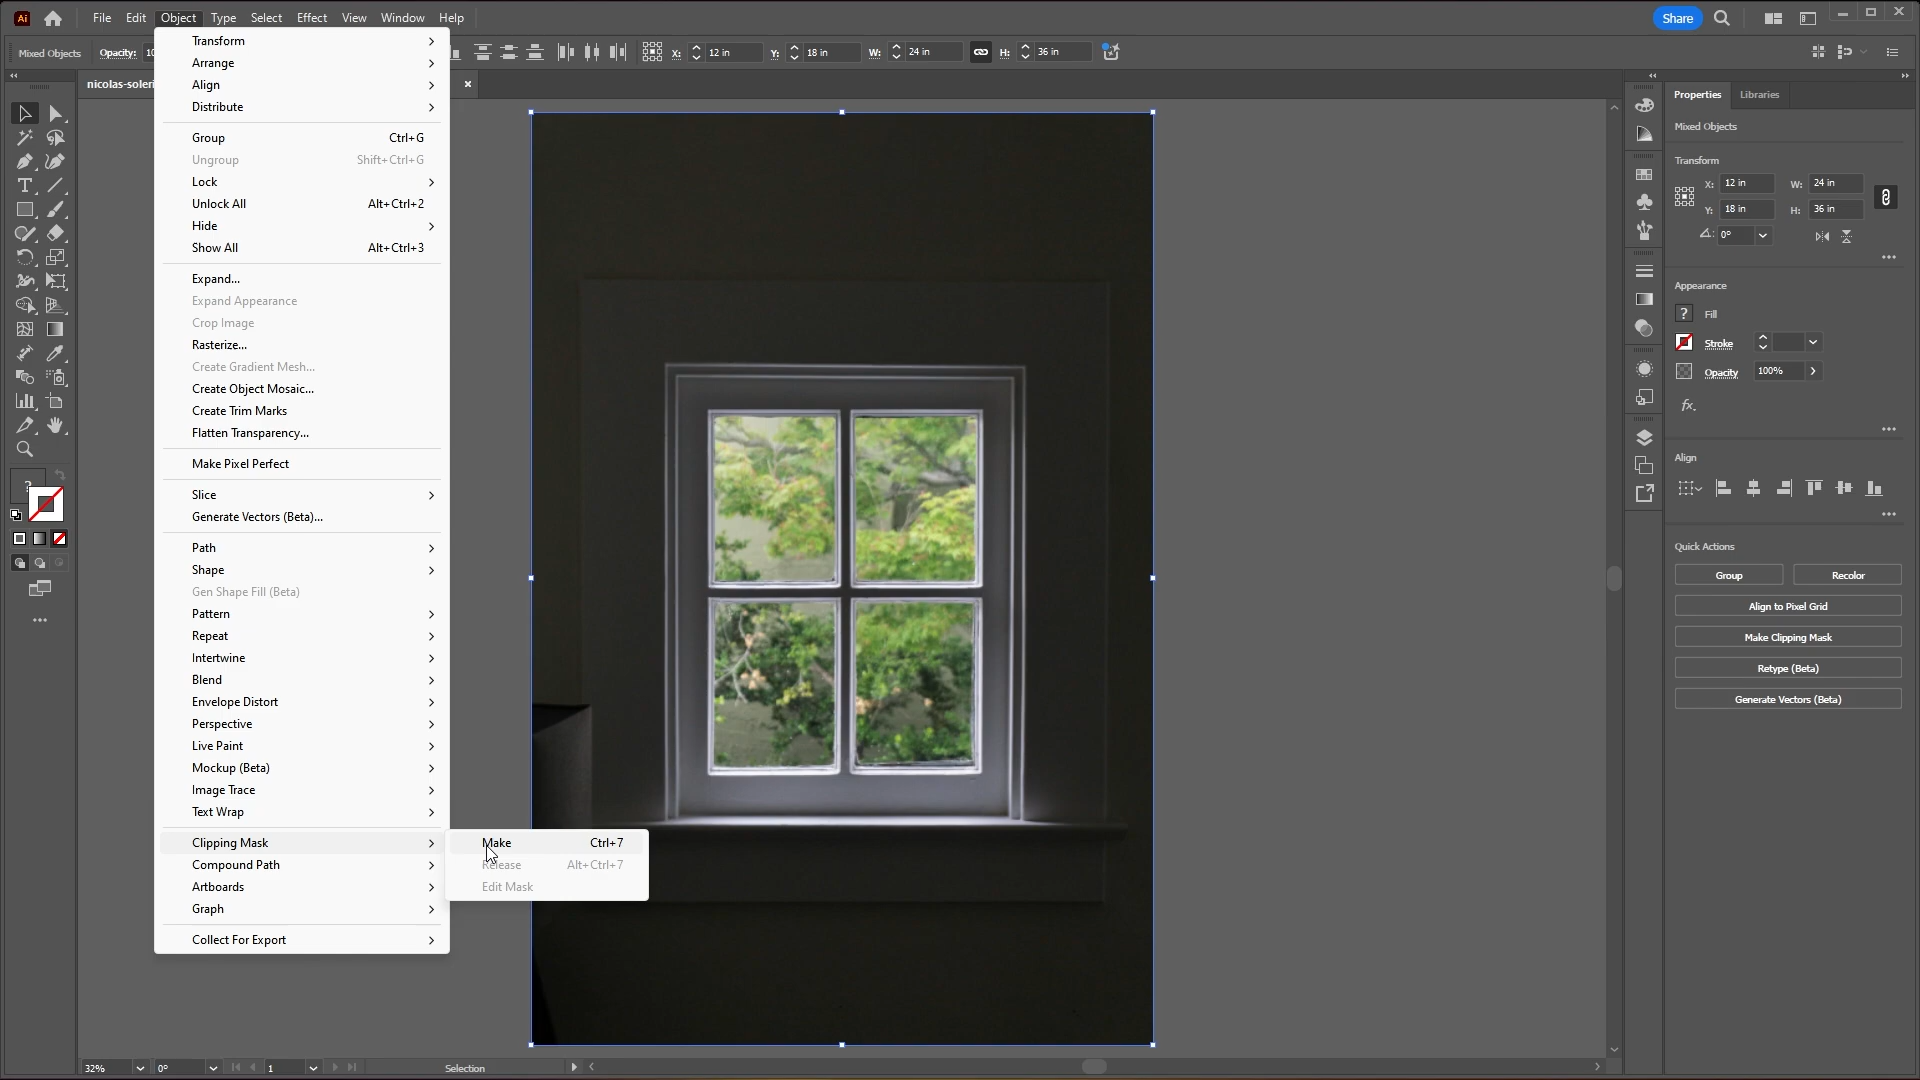 Ai File Edit Object Type Select Effect View Window Help Share
Mixed Objects Opacity: 10 X: 12 in Y: 18 in W: 24 in H: 36 in
nicolas-soleri
Transform
Arrange
Align
Distribute
Group Ctrl+G
Ungroup Shift+Ctrl+G
Lock
Unlock All Alt+Ctrl+2
Hide
Show All Alt+Ctrl+3
Expand...
Expand Appearance
Crop Image
Rasterize...
Create Gradient Mesh...
Create Object Mosaic...
Create Trim Marks
Flatten Transparency...
Make Pixel Perfect
Slice
Generate Vectors (Beta)...
Path
Shape
Gen Shape Fill (Beta)
Pattern
Repeat
Intertwine
Blend
Envelope Distort
Perspective
Live Paint
Mockup (Beta)
Image Trace
Text Wrap
Clipping Mask
Compound Path
Artboards
Graph
Collect For Export
Make Ctrl+7
Release Alt+Ctrl+7
Edit Mask
Properties Libraries
Mixed Objects
Transform
X: 12 in W: 24 in
Y: 18 in H: 36 in
0°
Appearance
? Fill
Stroke
Opacity 100%
fx.
Align
Quick Actions
Group Recolor
Align to Pixel Grid
Make Clipping Mask
Retype (Beta)
Generate Vectors (Beta)
32% 0° 1 Selection